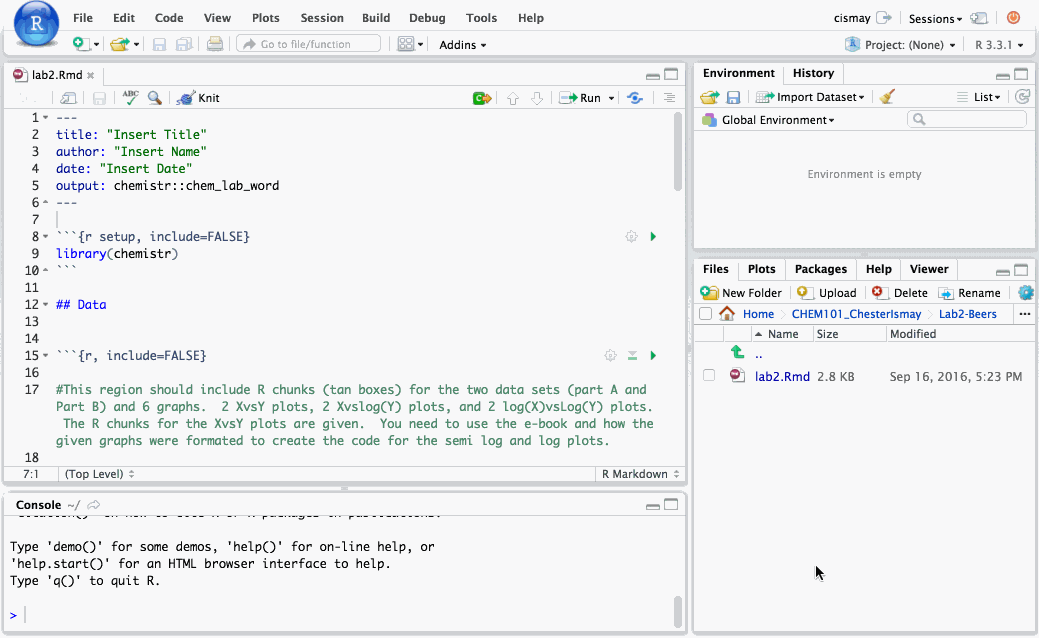 R File Edit Code View Plots Session Build Debug Tools Help cismay Sessions
Go to file/function Addins Project: (None) R 3.3.1
lab2.Rmd
ABC Knit Run
1 ---
2 title: "Insert Title"
3 author: "Insert Name"
4 date: "Insert Date"
5 output: chemistr::chem_lab_word
6 ---
7
8 ```{r setup, include=FALSE}
9 library(chemistr)
10 ```
11
12 ## Data
13
14
15 ```{r, include=FALSE}
16
17 #This region should include R chunks (tan boxes) for the two data sets (part A and
Part B) and 6 graphs.  2 XvsY plots, 2 Xvslog(Y) plots, and 2 log(X)vsLog(Y) plots.
The R chunks for the XvsY plots are given.  You need to use the e-book and how the
given graphs were formated to create the code for the semi log and log plots.
18
7:1 (Top Level) R Markdown
Console ~/
Type 'demo()' for some demos, 'help()' for on-line help, or
'help.start()' for an HTML browser interface to help.
Type 'q()' to quit R.
>
Environment History
Import Dataset List
Global Environment
Environment is empty
Files Plots Packages Help Viewer
New Folder Upload Delete Rename
Home CHEM101_ChesterIsmay Lab2-Beers ...
Name Size Modified
..
lab2.Rmd 2.8 KB Sep 16, 2016, 5:23 PM